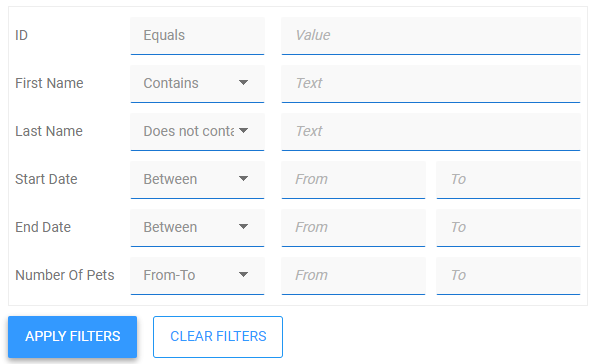 ID Equals Value
First Name Contains Text
Last Name Does not conta Text
Start Date Between From To
End Date Between From To
Number Of Pets From-To From To
APPLY FILTERS CLEAR FILTERS